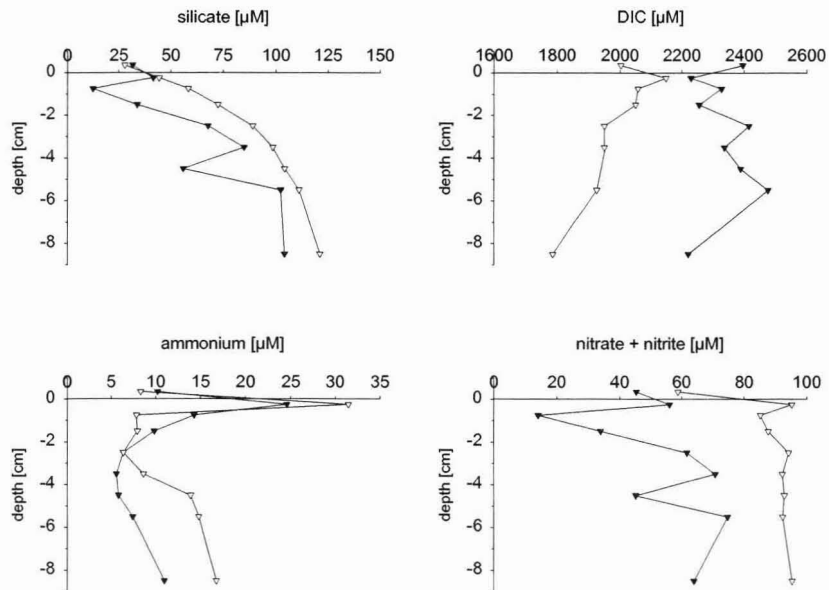 silicate [µM]
0 25 50 75 100 125 150
0
-2
-4
-6
-8
depth [cm]
DIC [µM]
1600 1800 2000 2200 2400 2600
0
-2
-4
-6
-8
depth [cm]
ammonium [µM]
0 5 10 15 20 25 30 35
0
-2
-4
-6
-8
depth [cm]
nitrate + nitrite [µM]
0 20 40 60 80 100
0
-2
-4
-6
-8
depth [cm]